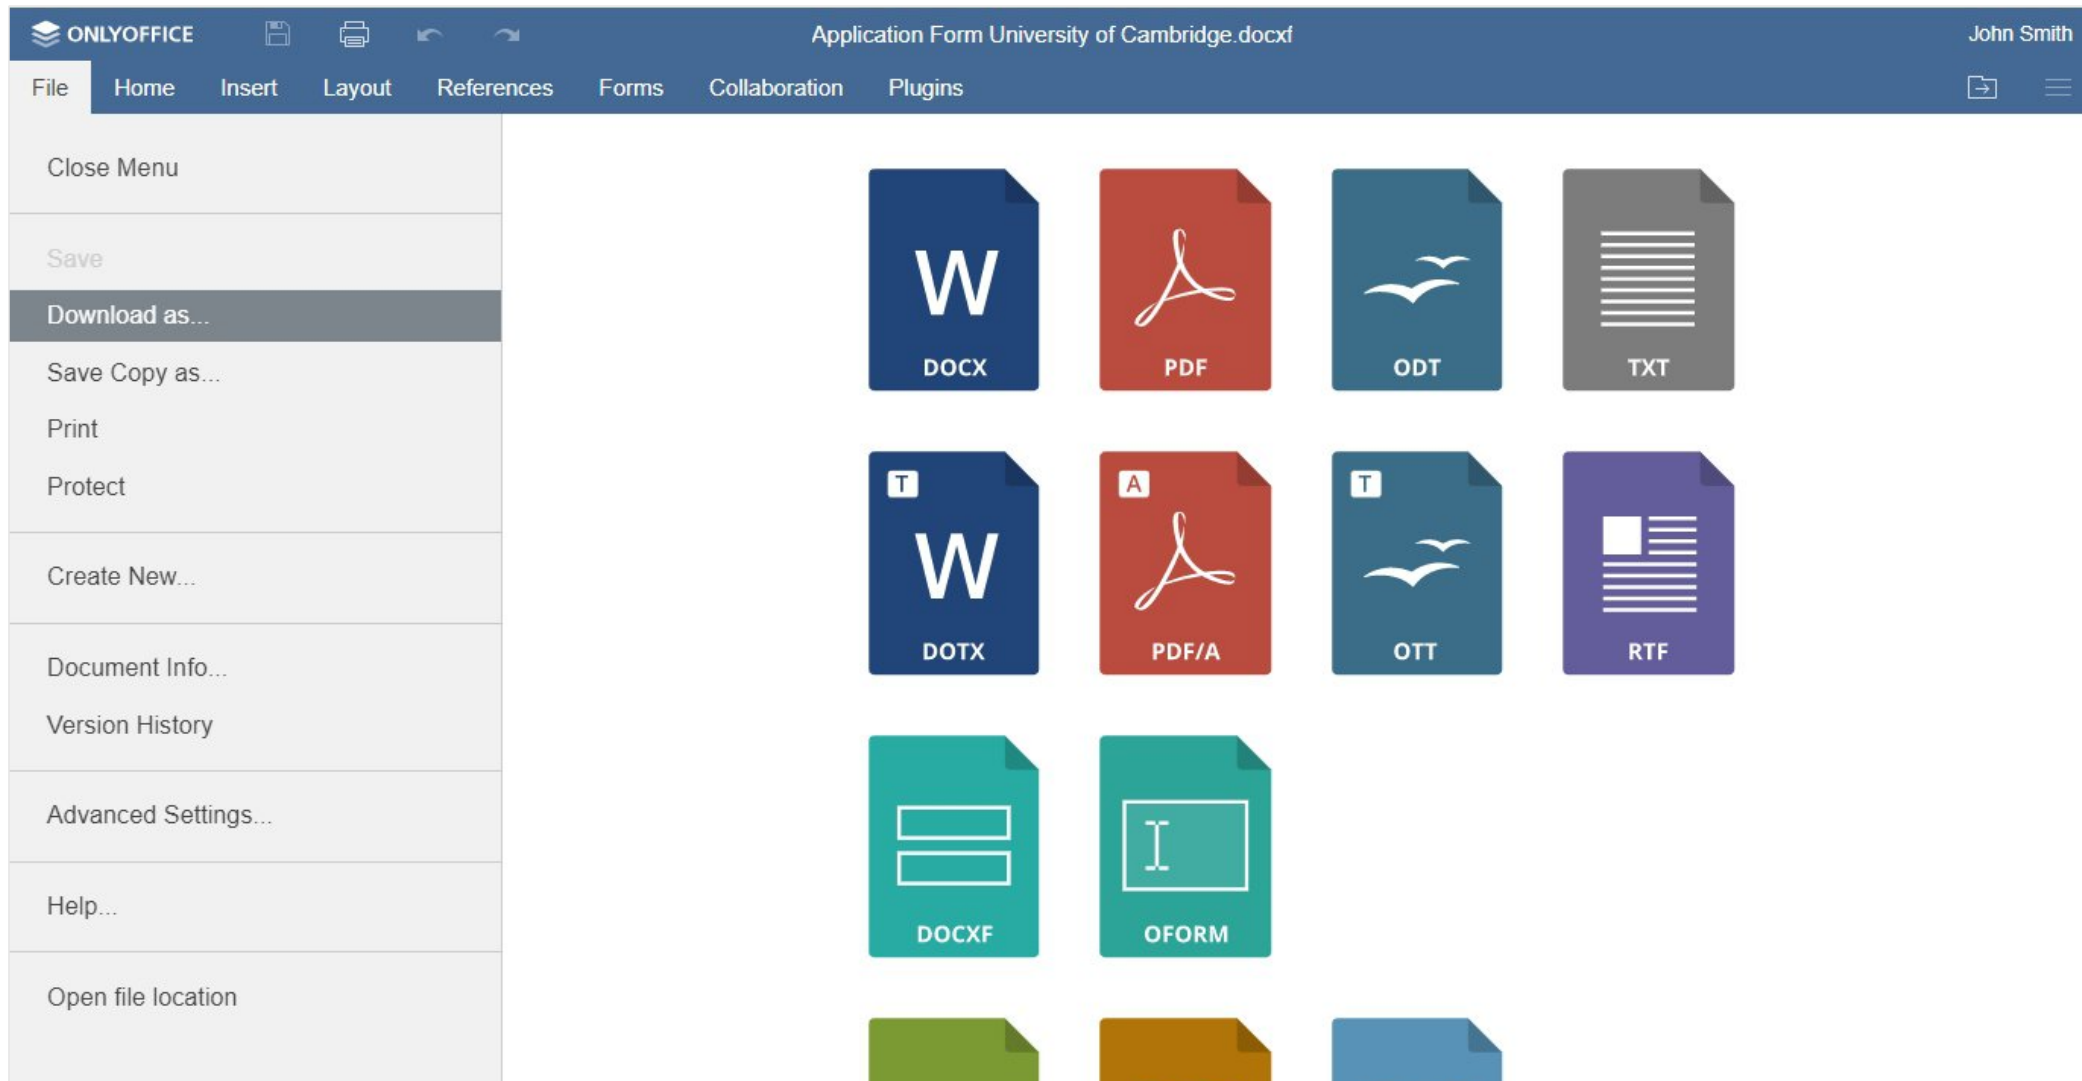 ONLYOFFICE
Application Form University of Cambridge.docxf
John Smith
File Home Insert Layout References Forms Collaboration Plugins
Close Menu
Save
Download as...
Save Copy as...
Print
Protect
Create New...
Document Info...
Version History
Advanced Settings...
Help...
Open file location
W
DOCX
PDF
ODT
TXT
T
W
DOTX
A
PDF/A
T
OTT
RTF
DOCXF
OFORM